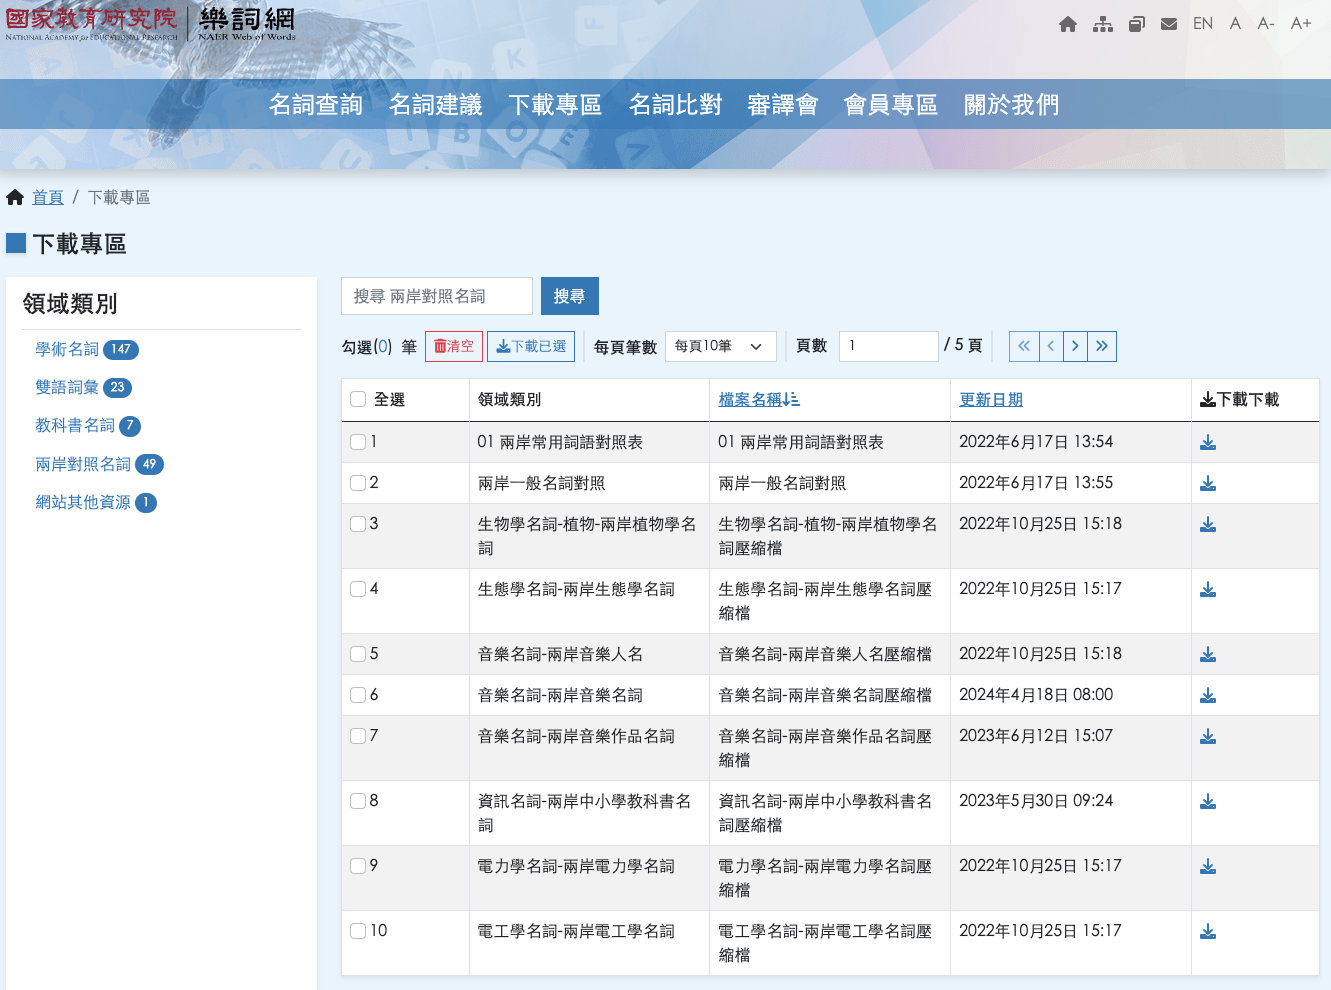 國家教育研究院 樂詞網
NATIONAL ACADEMY for EDUCATIONAL RESEARCH NAER Web of Words
EN A A- A+
名詞查詢 名詞建議 下載專區 名詞比對 審譯會 會員專區 關於我們
首頁 / 下載專區
下載專區
領域類別
學術名詞 147
雙語詞彙 23
教科書名詞 7
兩岸對照名詞 49
網站其他資源 1
搜尋 兩岸對照名詞 搜尋
勾選(0) 筆 清空 下載已選 每頁筆數 每頁10筆 頁數 1 / 5 頁
全選 領域類別 檔案名稱 更新日期 下載下載
1 01 兩岸常用詞語對照表 01 兩岸常用詞語對照表 2022年6月17日 13:54
2 兩岸一般名詞對照 兩岸一般名詞對照 2022年6月17日 13:55
3 生物學名詞-植物-兩岸植物學名 生物學名詞-植物-兩岸植物學名 2022年10月25日 15:18
詞 詞壓縮檔
4 生態學名詞-兩岸生態學名詞 生態學名詞-兩岸生態學名詞壓 2022年10月25日 15:17
縮檔
5 音樂名詞-兩岸音樂人名 音樂名詞-兩岸音樂人名壓縮檔 2022年10月25日 15:18
6 音樂名詞-兩岸音樂名詞 音樂名詞-兩岸音樂名詞壓縮檔 2024年4月18日 08:00
7 音樂名詞-兩岸音樂作品名詞 音樂名詞-兩岸音樂作品名詞壓 2023年6月12日 15:07
縮檔
8 資訊名詞-兩岸中小學教科書名 資訊名詞-兩岸中小學教科書名 2023年5月30日 09:24
詞 詞壓縮檔
9 電力學名詞-兩岸電力學名詞 電力學名詞-兩岸電力學名詞壓 2022年10月25日 15:17
縮檔
10 電工學名詞-兩岸電工學名詞 電工學名詞-兩岸電工學名詞壓 2022年10月25日 15:17
縮檔